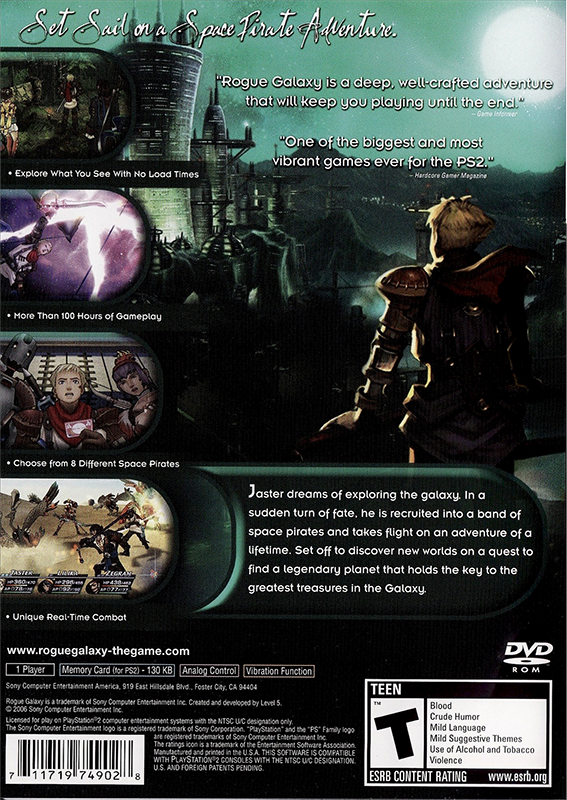 Set Sail on a Space Pirate Adventure.
"Rogue Galaxy is a deep, well-crafted adventure
that will keep you playing until the end."
– Game Informer
"One of the biggest and most
vibrant games ever for the PS2."
– Hardcore Gamer Magazine
• Explore What You See With No Load Times
• More Than 100 Hours of Gameplay
• Choose from 8 Different Space Pirates
JASTER LILIKA ZEGRAM
• Unique Real-Time Combat
Jaster dreams of exploring the galaxy. In a
sudden turn of fate, he is recruited into a band of
space pirates and takes flight on an adventure of a
lifetime. Set off to discover new worlds on a quest to
find a legendary planet that holds the key to the
greatest treasures in the Galaxy.
www.roguegalaxy-thegame.com
1 Player Memory Card (for PS2) - 130 KB Analog Control Vibration Function
DVD
ROM
Sony Computer Entertainment America, 919 East Hillsdale Blvd., Foster City, CA 94404
Rogue Galaxy is a trademark of Sony Computer Entertainment Inc. Created and developed by Level 5.
© 2006 Sony Computer Entertainment Inc.
Licensed for play on PlayStation®2 computer entertainment systems with the NTSC U/C designation only.
The Sony Computer Entertainment logo is a registered trademark of Sony Corporation. "PlayStation" and the "PS" Family logo
are registered trademarks of Sony Computer Entertainment Inc.
The ratings icon is a trademark of the Entertainment Software Association.
Manufactured and printed in the U.S.A. THIS SOFTWARE IS COMPATIBLE
WITH PLAYSTATION 2 CONSOLES WITH THE NTSC U/C DESIGNATION.
U.S. AND FOREIGN PATENTS PENDING.
7 11719 74902 8
TEEN
T
TM
Blood
Crude Humor
Mild Language
Mild Suggestive Themes
Use of Alcohol and Tobacco
Violence
ESRB CONTENT RATING www.esrb.org